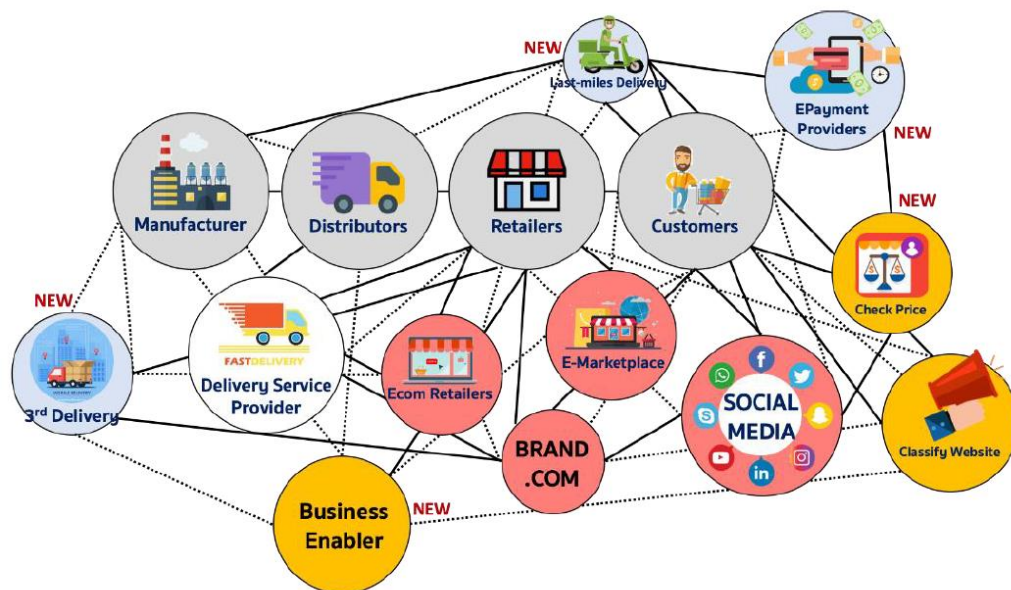 NEW
Last-miles Delivery
EPayment
Providers
NEW
Manufacturer
Distributors
Retailers
Customers
NEW
Check Price
NEW
3rd Delivery
FASTDELIVERY
Delivery Service
Provider
Ecom Retailers
E-Marketplace
BRAND
.COM
SOCIAL
MEDIA
Classify Website
Business
Enabler
NEW